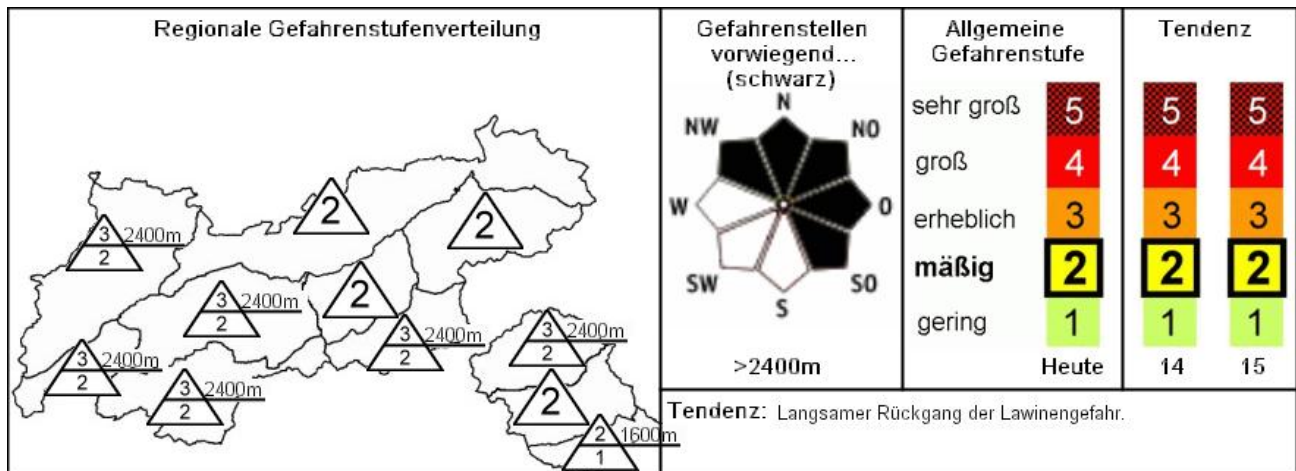 Regionale Gefahrenstufenverteilung
2
2
3 2400m
2
3 2400m
2
2
3 2400m
2
3 2400m
2
3 2400m
2
3 2400m
2
2
2 1600m
1
Gefahrenstellen
vorwiegend...
(schwarz)
N
NW
NO
W
O
SW
SO
S
>2400m
Allgemeine
Gefahrenstufe
sehr groß 5
groß 4
erheblich 3
mäßig 2
gering 1
Heute
Tendenz
5 5
4 4
3 3
2 2
1 1
14 15
Tendenz: Langsamer Rückgang der Lawinengefahr.